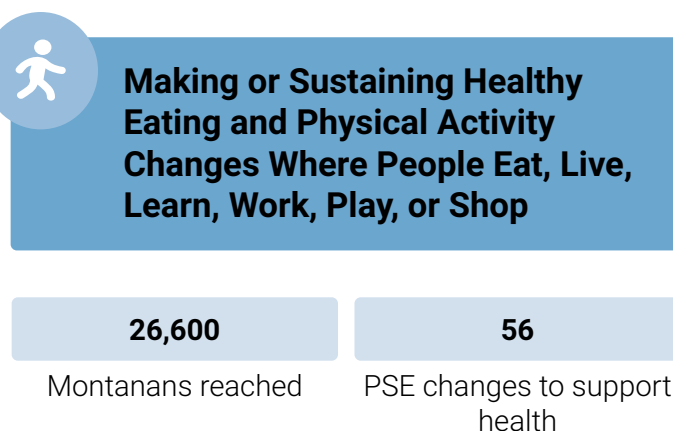 Making or Sustaining Healthy
Eating and Physical Activity
Changes Where People Eat, Live,
Learn, Work, Play, or Shop
26,600
Montanans reached
56
PSE changes to support
health